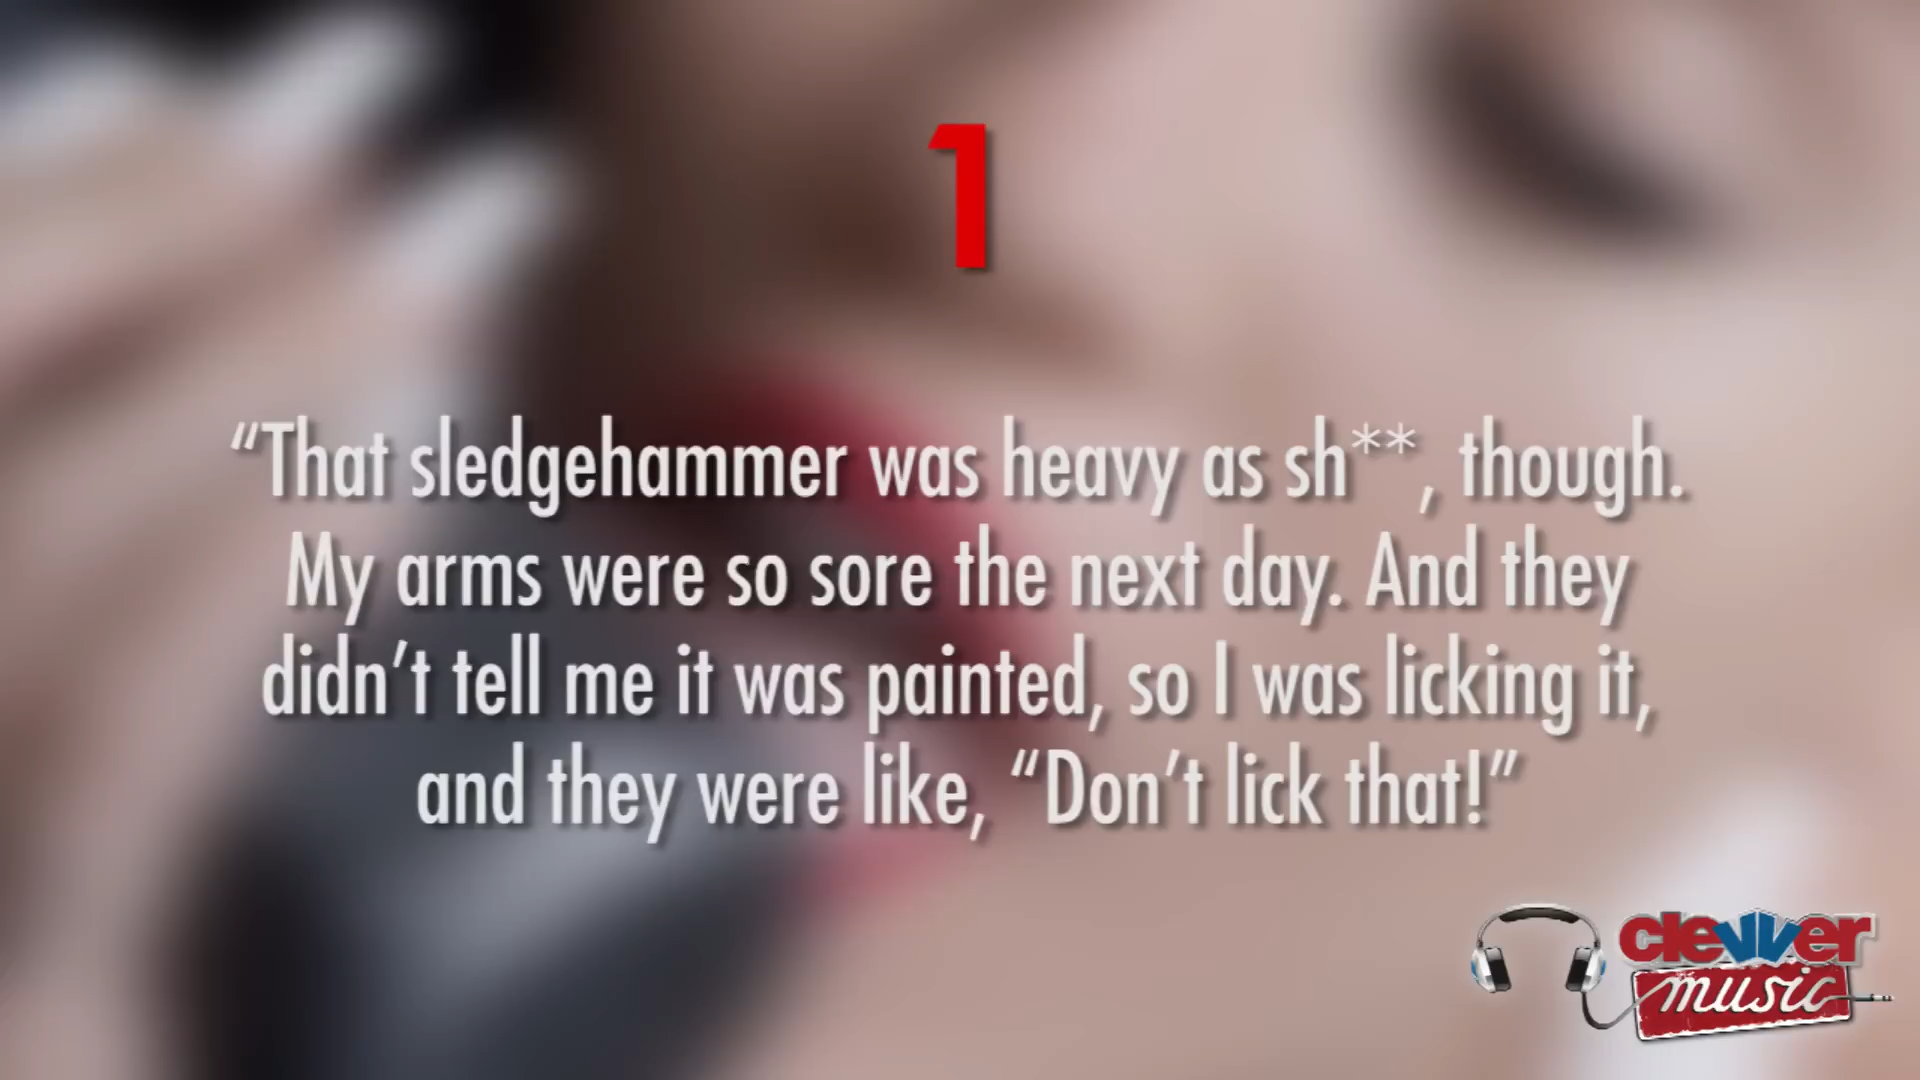 1
“That sledgehammer was heavy as sh**, though.
My arms were so sore the next day. And they
didn’t tell me it was painted, so I was licking it,
and they were like, “Don’t lick that!”
clevver
music